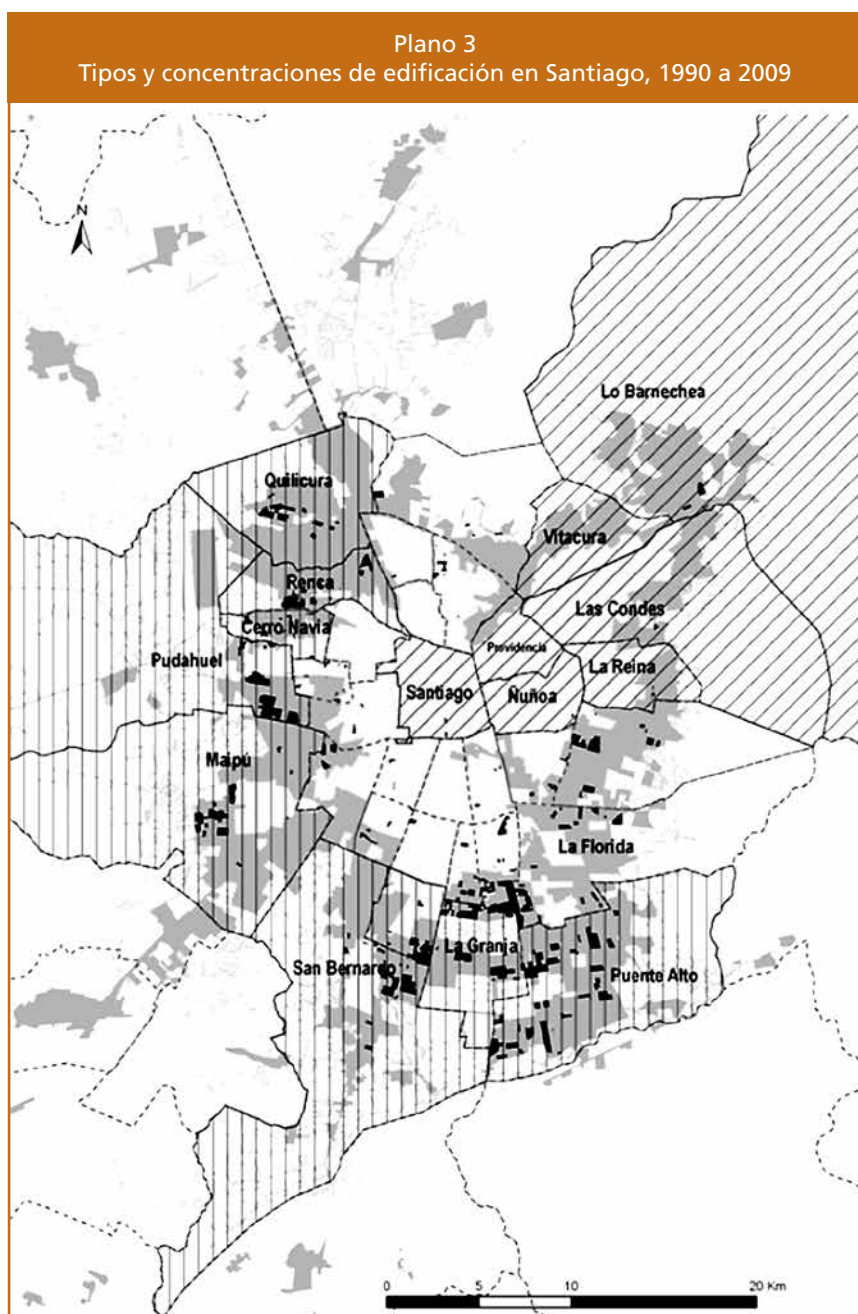 Plano 3
Tipos y concentraciones de edificación en Santiago, 1990 a 2009
N
Lo Barnechea
Quilicura
Vitacura
Renca
Las Condes
Cerro Navia
Providencia
Pudahuel
La Reina
Santiago
Ñuñoa
Maipú
La Florida
La Granja
San Bernardo
Puente Alto
0 5 10 20 Km